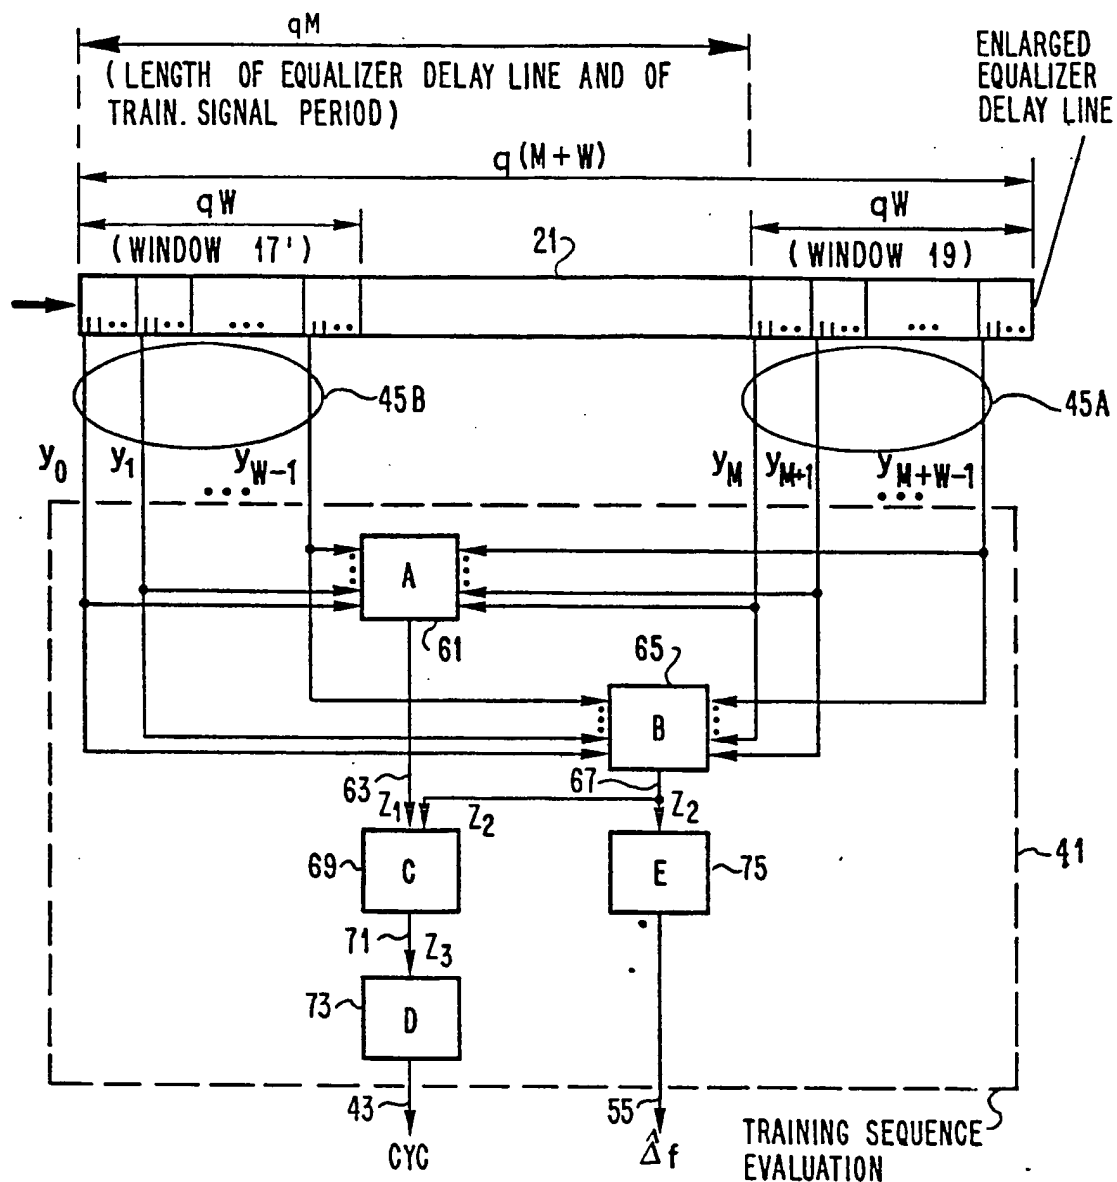 qM
(LENGTH OF EQUALIZER DELAY LINE AND OF
TRAIN. SIGNAL PERIOD)
ENLARGED
EQUALIZER
DELAY LINE
q(M+W)
qW
(WINDOW 17')
21
qW
(WINDOW 19)
45B
45A
y0
y1
yW-1
yM
yM+1
yM+W-1
A
61
65
B
63
67
Z1
Z2
Z2
69
C
E
75
41
71
Z3
73
D
43
55
CYC
Δ̂f
TRAINING SEQUENCE
EVALUATION